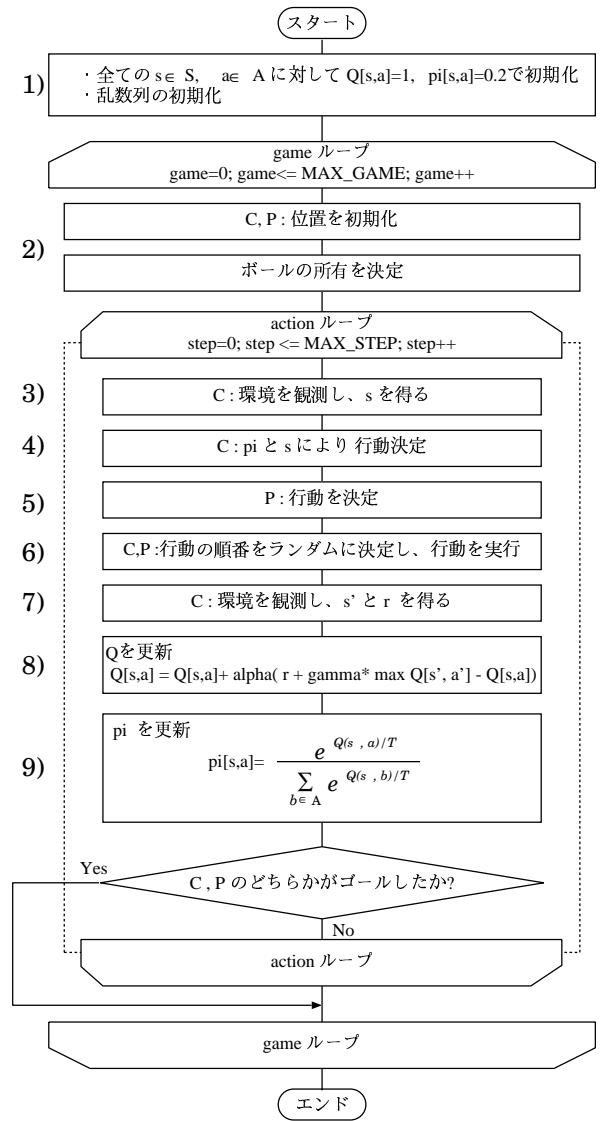 スタート
1)
・全ての s∈ S, a∈ A に対して Q[s,a]=1, pi[s,a]=0.2で初期化
・乱数列の初期化
game ループ
game=0; game<= MAX_GAME; game++
2)
C, P : 位置を初期化
ボールの所有を決定
action ループ
step=0; step <= MAX_STEP; step++
3)
C : 環境を観測し、s を得る
4)
C : pi と s により 行動決定
5)
P : 行動を決定
6)
C,P :行動の順番をランダムに決定し、行動を実行
7)
C : 環境を観測し、s’ と r を得る
8)
Qを更新
Q[s,a] = Q[s,a]+ alpha( r + gamma* max Q[s’, a’] - Q[s,a])
9)
pi を更新
pi[s,a]= e Q(s , a)/T
∑ e Q(s , b)/T
b∈ A
Yes
C , P のどちらかがゴールしたか?
No
action ループ
game ループ
エンド